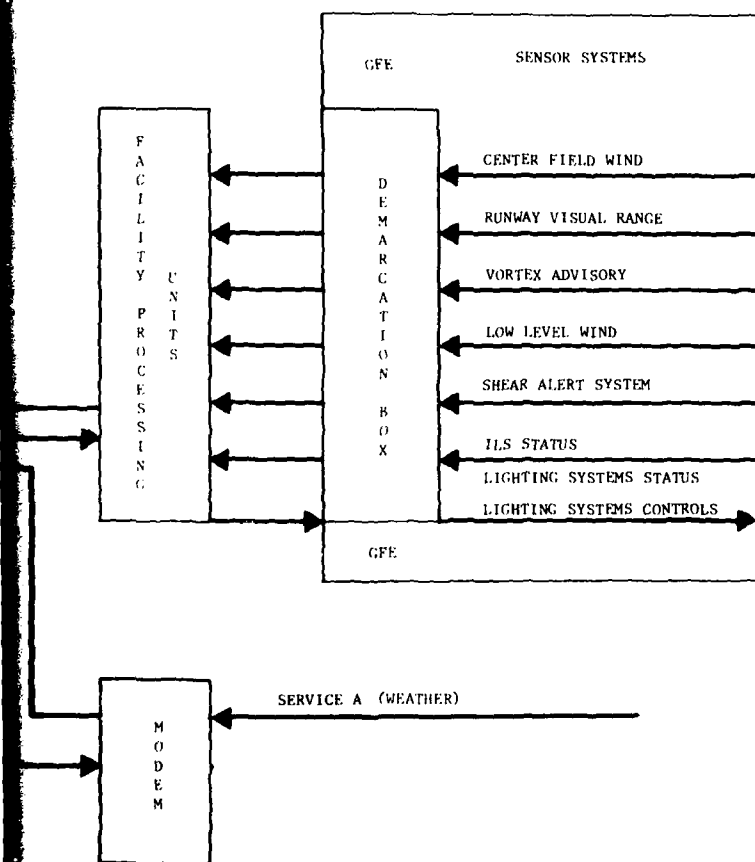 GFE
SENSOR SYSTEMS
FACILITY PROCESSING
UNITS
DEMARCATION BOX
CENTER FIELD WIND
RUNWAY VISUAL RANGE
VORTEX ADVISORY
LOW LEVEL WIND
SHEAR ALERT SYSTEM
ILS STATUS
LIGHTING SYSTEMS STATUS
LIGHTING SYSTEMS CONTROLS
GFE
SERVICE A (WEATHER)
MODEM